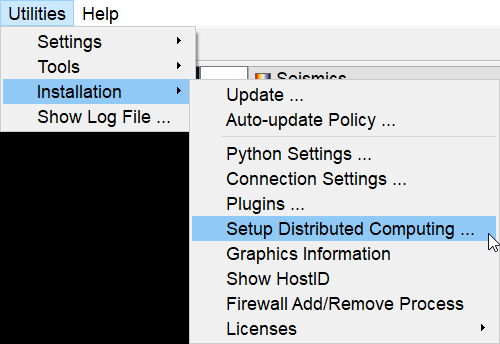 Utilities Help
Settings
Tools
Installation
Show Log File ...
Seismics
Update ...
Auto-update Policy ...
Python Settings ...
Connection Settings ...
Plugins ...
Setup Distributed Computing ...
Graphics Information
Show HostID
Firewall Add/Remove Process
Licenses